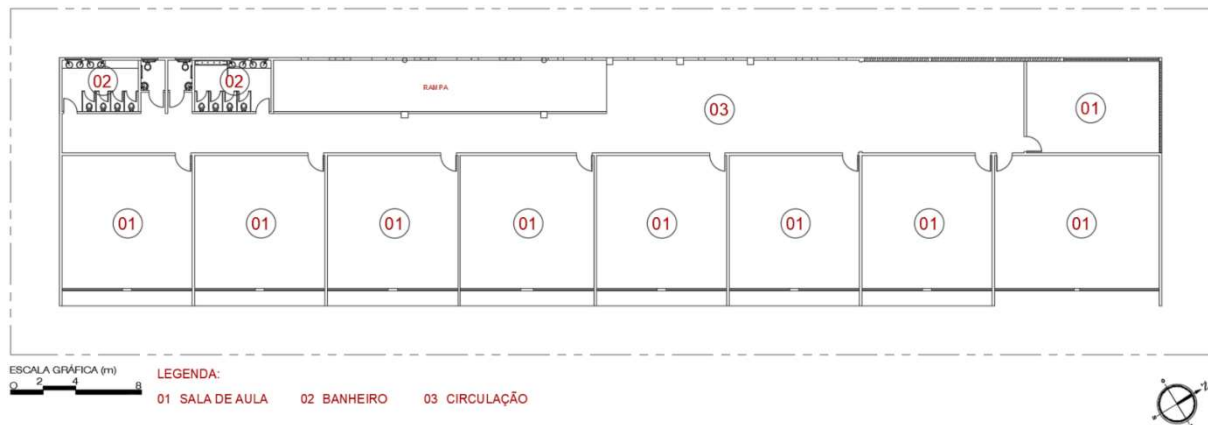 02
02
RAMPA
03
01
01
01
01
01
01
01
01
01
ESCALA GRÁFICA (m)
0 2 4 8
LEGENDA:
01 SALA DE AULA 02 BANHEIRO 03 CIRCULAÇÃO
N